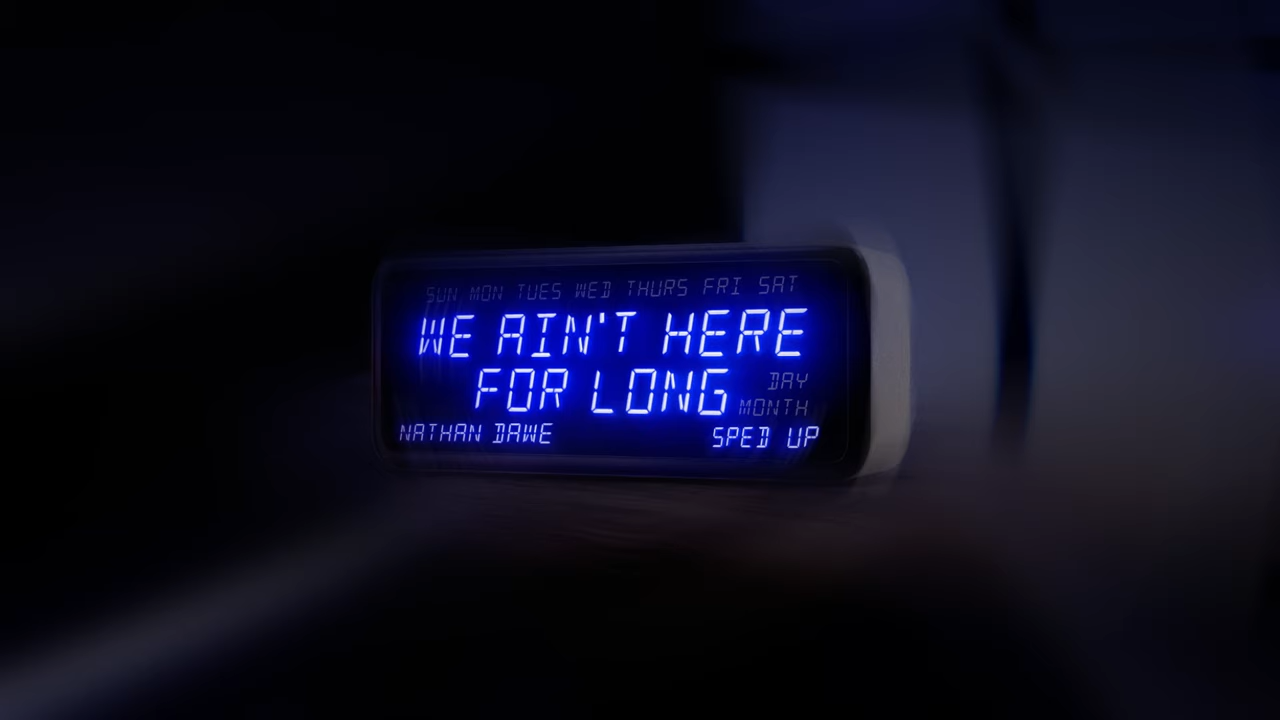 SUN MON TUES WED THURS FRI SAT
WE AIN'T HERE
FOR LONG
DAY
MONTH
NATHAN DAWE SPED UP